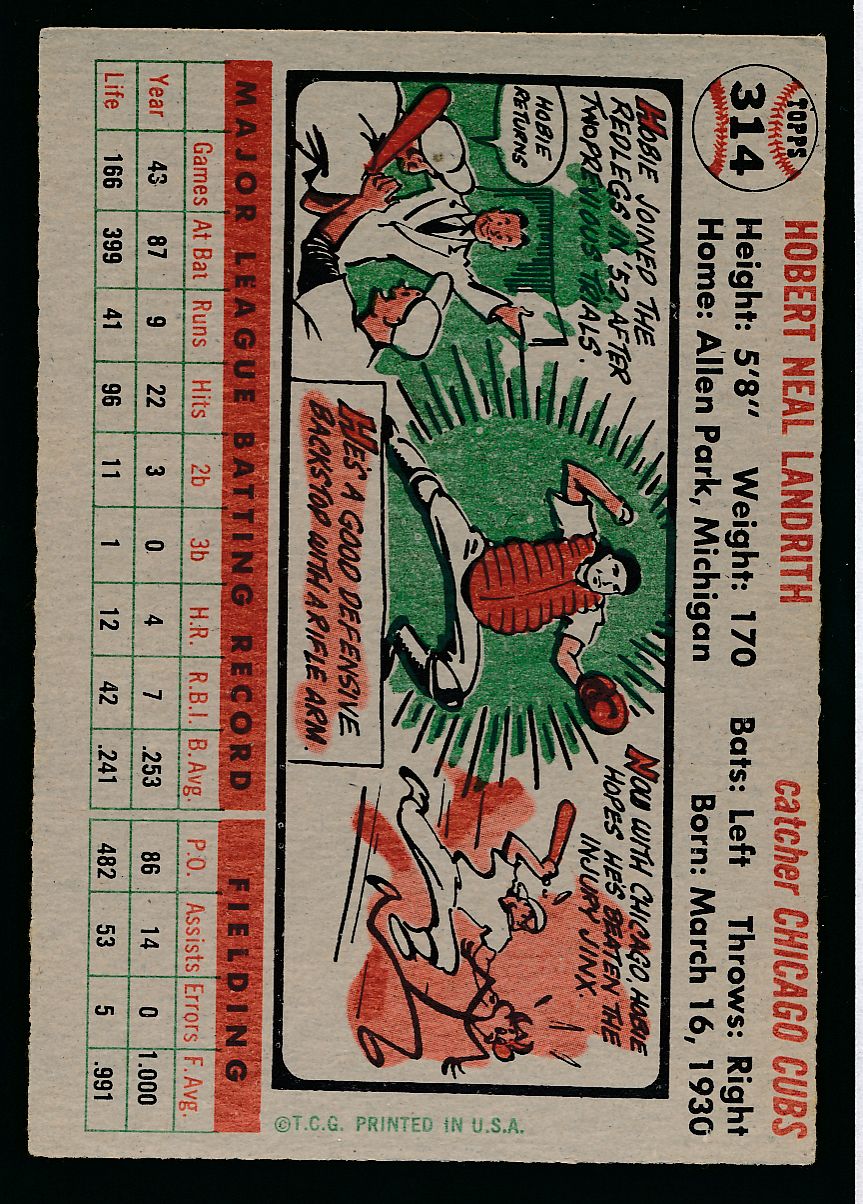 TOPPS
314
HOBERT NEAL LANDRITH
catcher CHICAGO CUBS
Height: 5'8" Weight: 170 Bats: Left Throws: Right
Home: Allen Park, Michigan Born: March 16, 1930
HOBIE JOINED THE
REDLEGS IN '52 AFTER
TWO PREVIOUS TRIALS.
HOBIE
RETURNS
HE'S A GOOD DEFENSIVE
BACKSTOP WITH A RIFLE ARM.
NOW WITH CHICAGO, HOBIE
HOPES HE'S BEATEN THE
INJURY JINX.
MAJOR LEAGUE BATTING RECORD FIELDING
Games At Bat Runs Hits 2b 3b H.R. R.B.I. B. Avg. P.O. Assists Errors F. Avg.
Year 43 87 9 22 3 0 4 7 .253 86 14 0 1.000
Life 166 399 41 96 11 1 12 42 .241 482 53 5 .991
©T.C.G. PRINTED IN U.S.A.